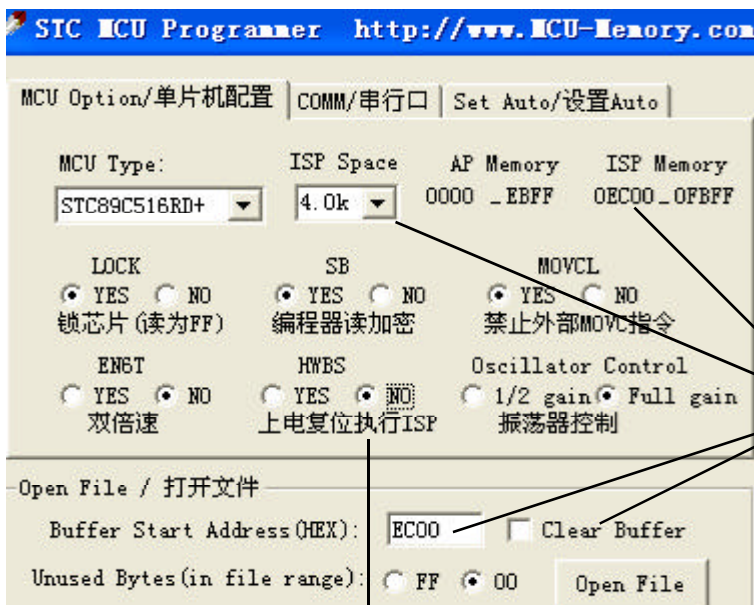 STC MCU Programmer http://www.MCU-Memory.com
MCU Option/单片机配置 COMM/串行口 Set Auto/设置Auto
MCU Type: ISP Space AP Memory ISP Memory
STC89C516RD+ 4.0k 0000 _EBFF 0EC00_0FBFF
LOCK SB MOVCL
YES NO YES NO YES NO
锁芯片(读为FF) 编程器读加密 禁止外部MOVC指令
EN6T HWBS Oscillator Control
YES NO YES NO 1/2 gain Full gain
双倍速 上电复位执行ISP 振荡器控制
Open File / 打开文件
Buffer Start Address(HEX): EC00 Clear Buffer
Unused Bytes(in file range): FF 00 Open File